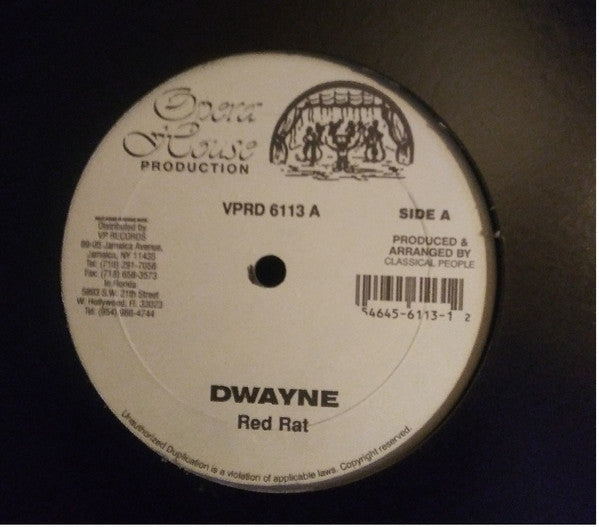 Opera
House
PRODUCTION
VPRD 6113 A
SIDE A
Distributed by
VP RECORDS
89-05 Jamaica Avenue,
Jamaica, NY 11435
Tel: (718) 291-7058
Fax: (718) 658-3573
In Florida
5893 S.W. 21th Street
W. Hollywood, FL 33023
Tel: (954) 966-4744
PRODUCED &
ARRANGED BY
CLASSICAL PEOPLE
54645-6113-1 2
DWAYNE
Red Rat
Unauthorized Duplication is a violation of applicable laws. Copyright reserved.